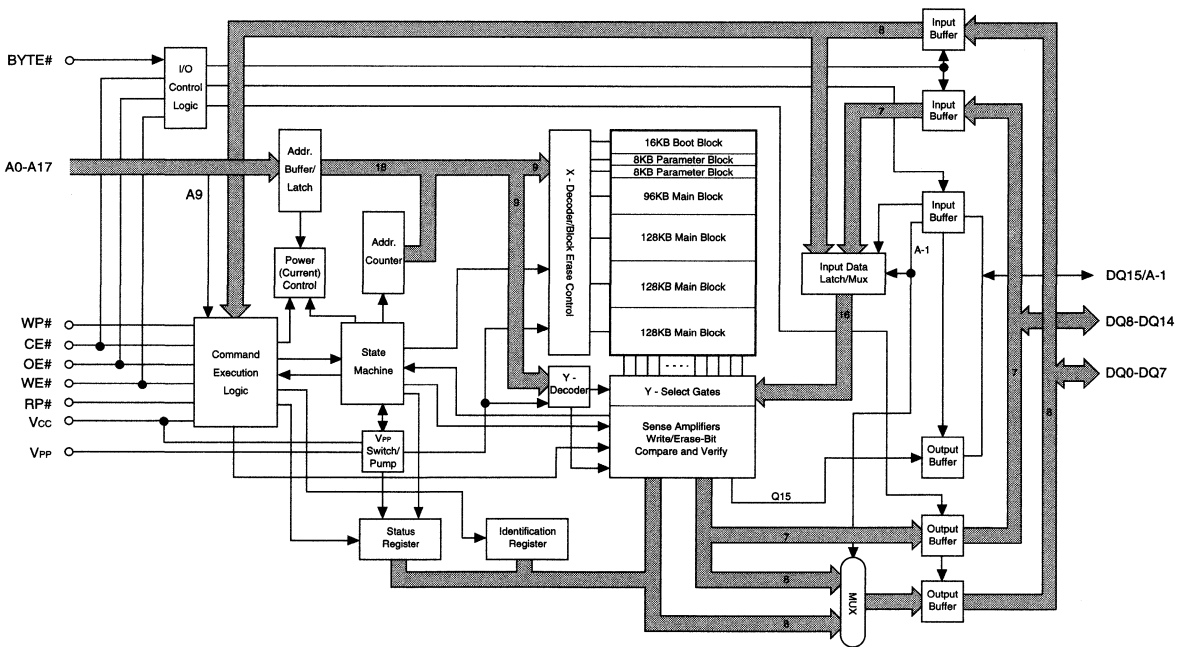 BYTE#
I/O
Control
Logic
8
Input
Buffer
7
Input
Buffer
A0-A17
Addr.
Buffer/
Latch
18
9
9
A9
X - Decoder/Block Erase Control
16KB Boot Block
8KB Parameter Block
8KB Parameter Block
96KB Main Block
128KB Main Block
128KB Main Block
128KB Main Block
Input
Buffer
A-1
Addr.
Counter
Power
(Current)
Control
Input Data
Latch/Mux
16
DQ15/A-1
DQ8-DQ14
DQ0-DQ7
WP#
CE#
OE#
WE#
RP#
Vcc
VPP
Command
Execution
Logic
State
Machine
Y -
Decoder
Y - Select Gates
Sense Amplifiers
Write/Erase-Bit
Compare and Verify
7
8
VPP
Switch/
Pump
Output
Buffer
Q15
Status
Register
Identification
Register
7
Output
Buffer
8
8
MUX
Output
Buffer